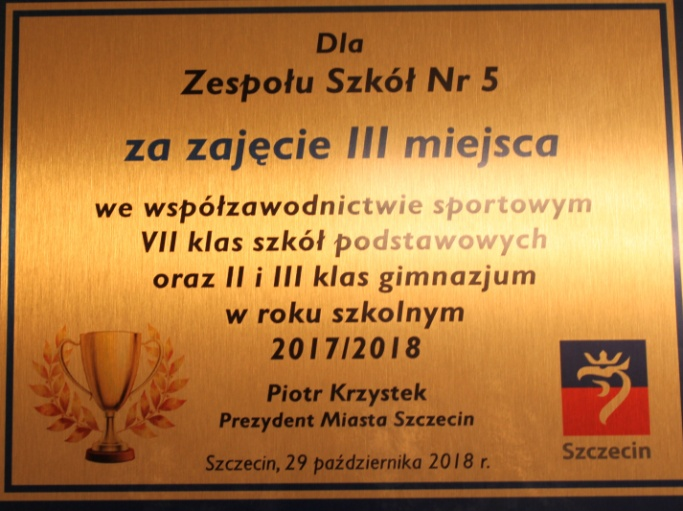 Dla
Zespołu Szkół Nr 5
za zajęcie III miejsca
we współzawodnictwie sportowym
VII klas szkół podstawowych
oraz II i III klas gimnazjum
w roku szkolnym
2017/2018
Piotr Krzystek
Prezydent Miasta Szczecin
Szczecin
Szczecin, 29 października 2018 r.